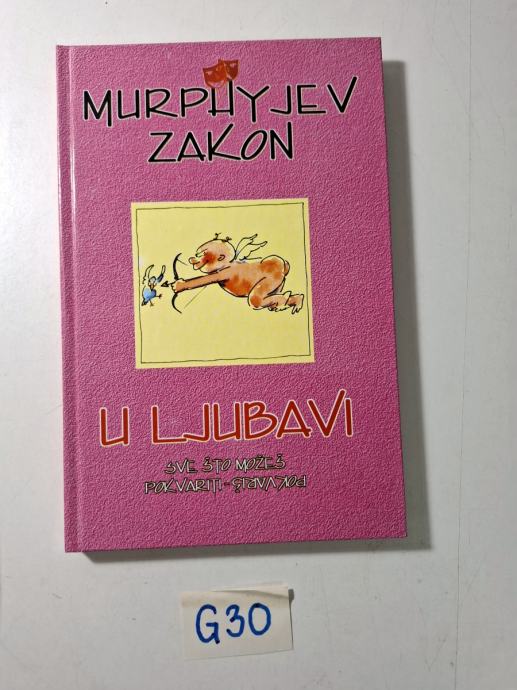 MURPHYJEV
ZAKON
U LJUBAVI
SVE ŠTO MOŽEŠ
POKVARITI - POKVARIŠ
G30